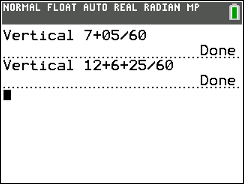 NORMAL FLOAT AUTO REAL RADIAN MP
Vertical 7+05/60
Done
Vertical 12+6+25/60
Done